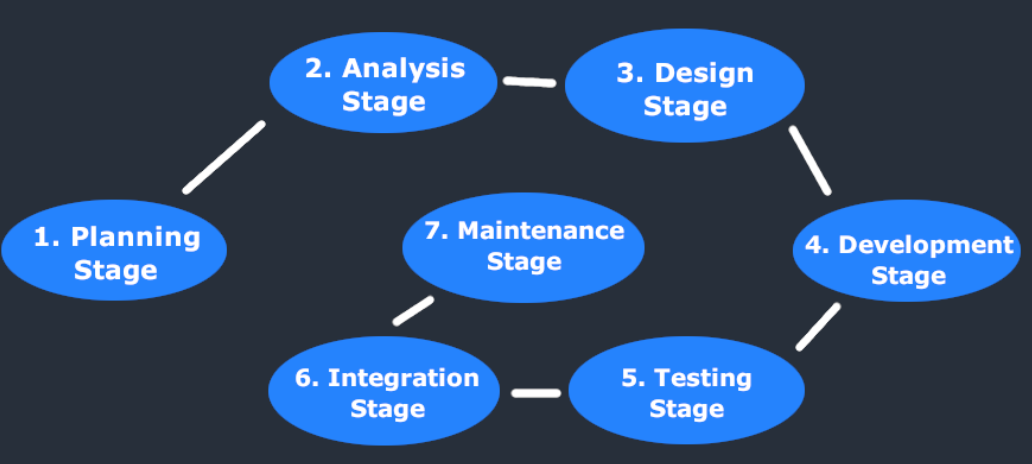 1. Planning
Stage
2. Analysis
Stage
3. Design
Stage
4. Development
Stage
5. Testing
Stage
6. Integration
Stage
7. Maintenance
Stage